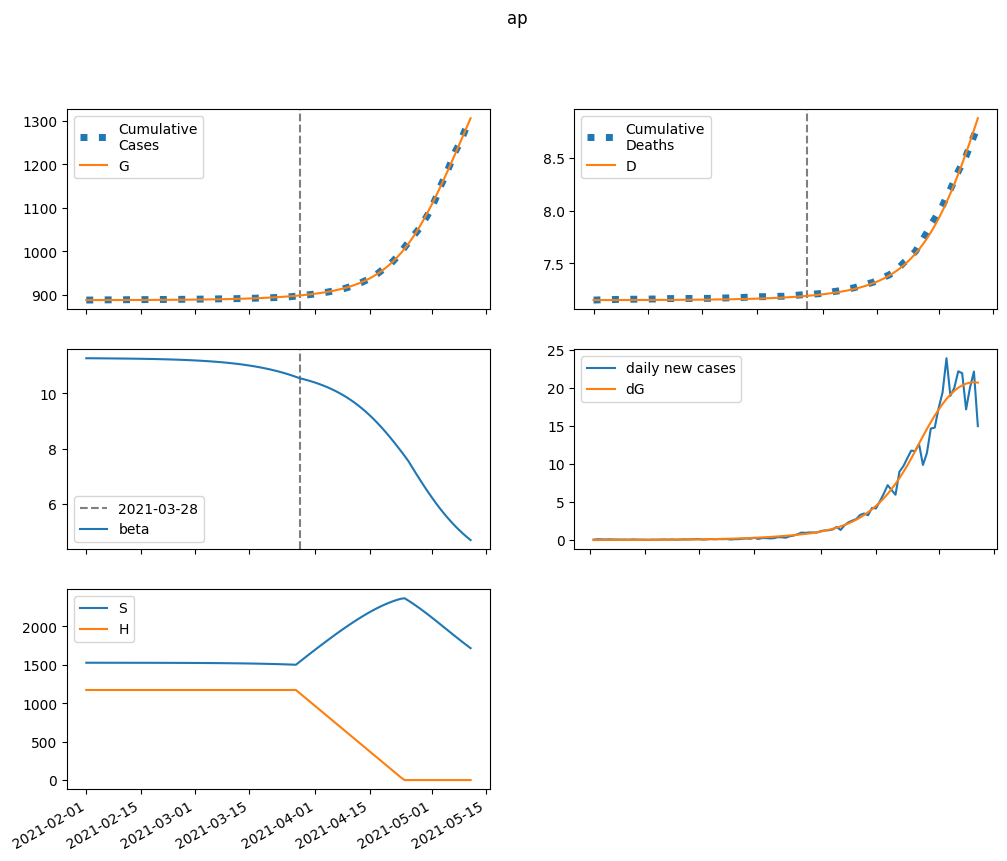 ap
1300
1200
1100
1000
900
Cumulative
Cases
G
8.5
8.0
7.5
Cumulative
Deaths
D
10
8
6
2021-03-28
beta
25
20
15
10
5
0
daily new cases
dG
2000
1500
1000
500
0
S
H
2021-02-01
2021-02-15
2021-03-01
2021-03-15
2021-04-01
2021-04-15
2021-05-01
2021-05-15